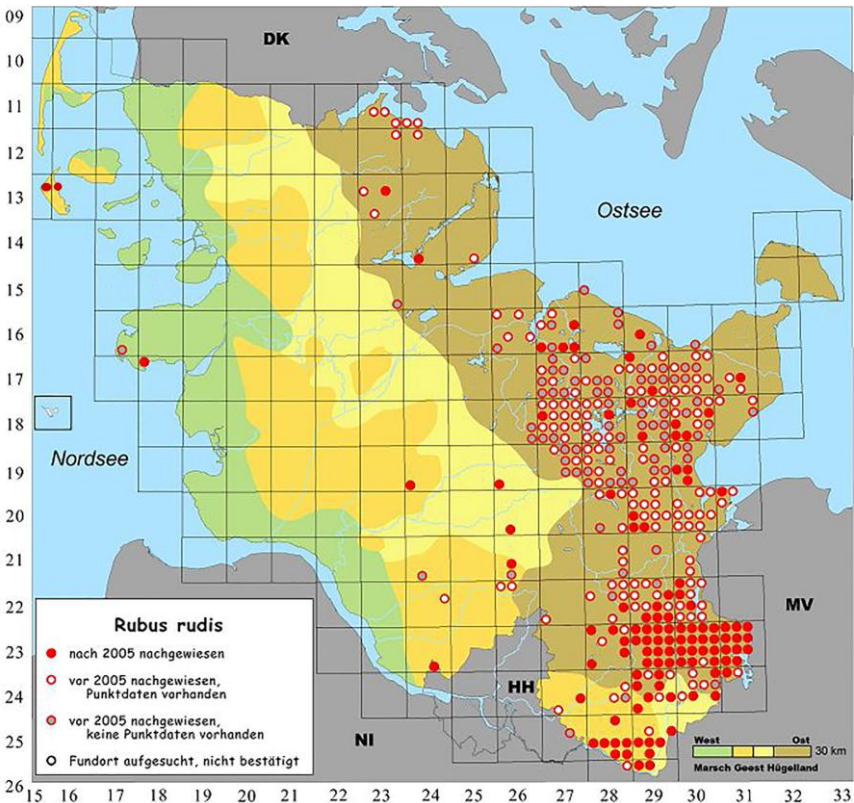 09
10
11
12
13
14
15
16
17
18
19
20
21
22
23
24
25
26
DK
Ostsee
Nordsee
MV
HH
NI
Rubus rudis
nach 2005 nachgewiesen
vor 2005 nachgewiesen,
Punktdaten vorhanden
vor 2005 nachgewiesen,
keine Punktdaten vorhanden
Fundort aufgesucht, nicht bestätigt
West Ost
30 km
Marsch Geest Hügelland
15 16 17 18 19 20 21 22 23 24 25 26 27 28 29 30 31 32 33